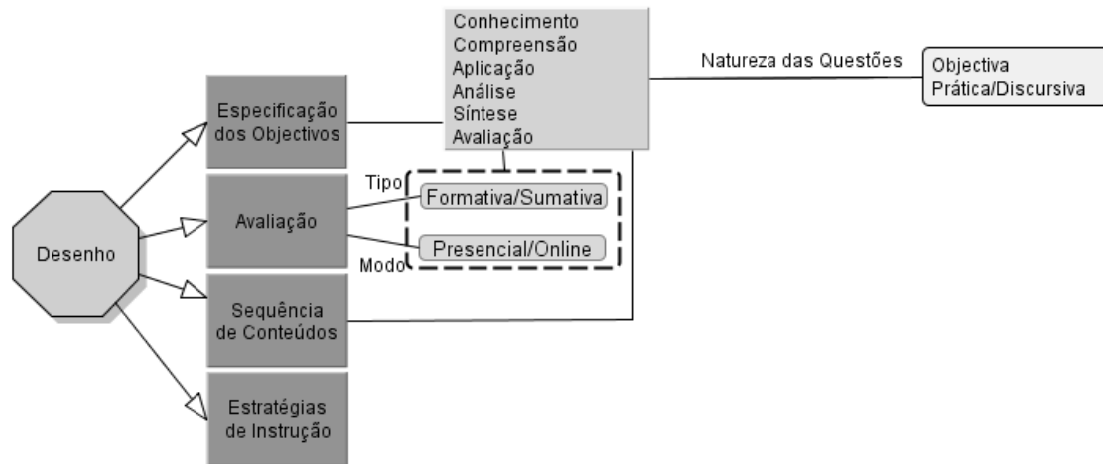 Conhecimento
Compreensão
Aplicação
Análise
Síntese
Avaliação
Natureza das Questões
Objectiva
Prática/Discursiva
Especificação
dos Objectivos
Tipo
Formativa/Sumativa
Avaliação
Desenho
Presencial/Online
Modo
Sequência
de Conteúdos
Estratégias
de Instrução